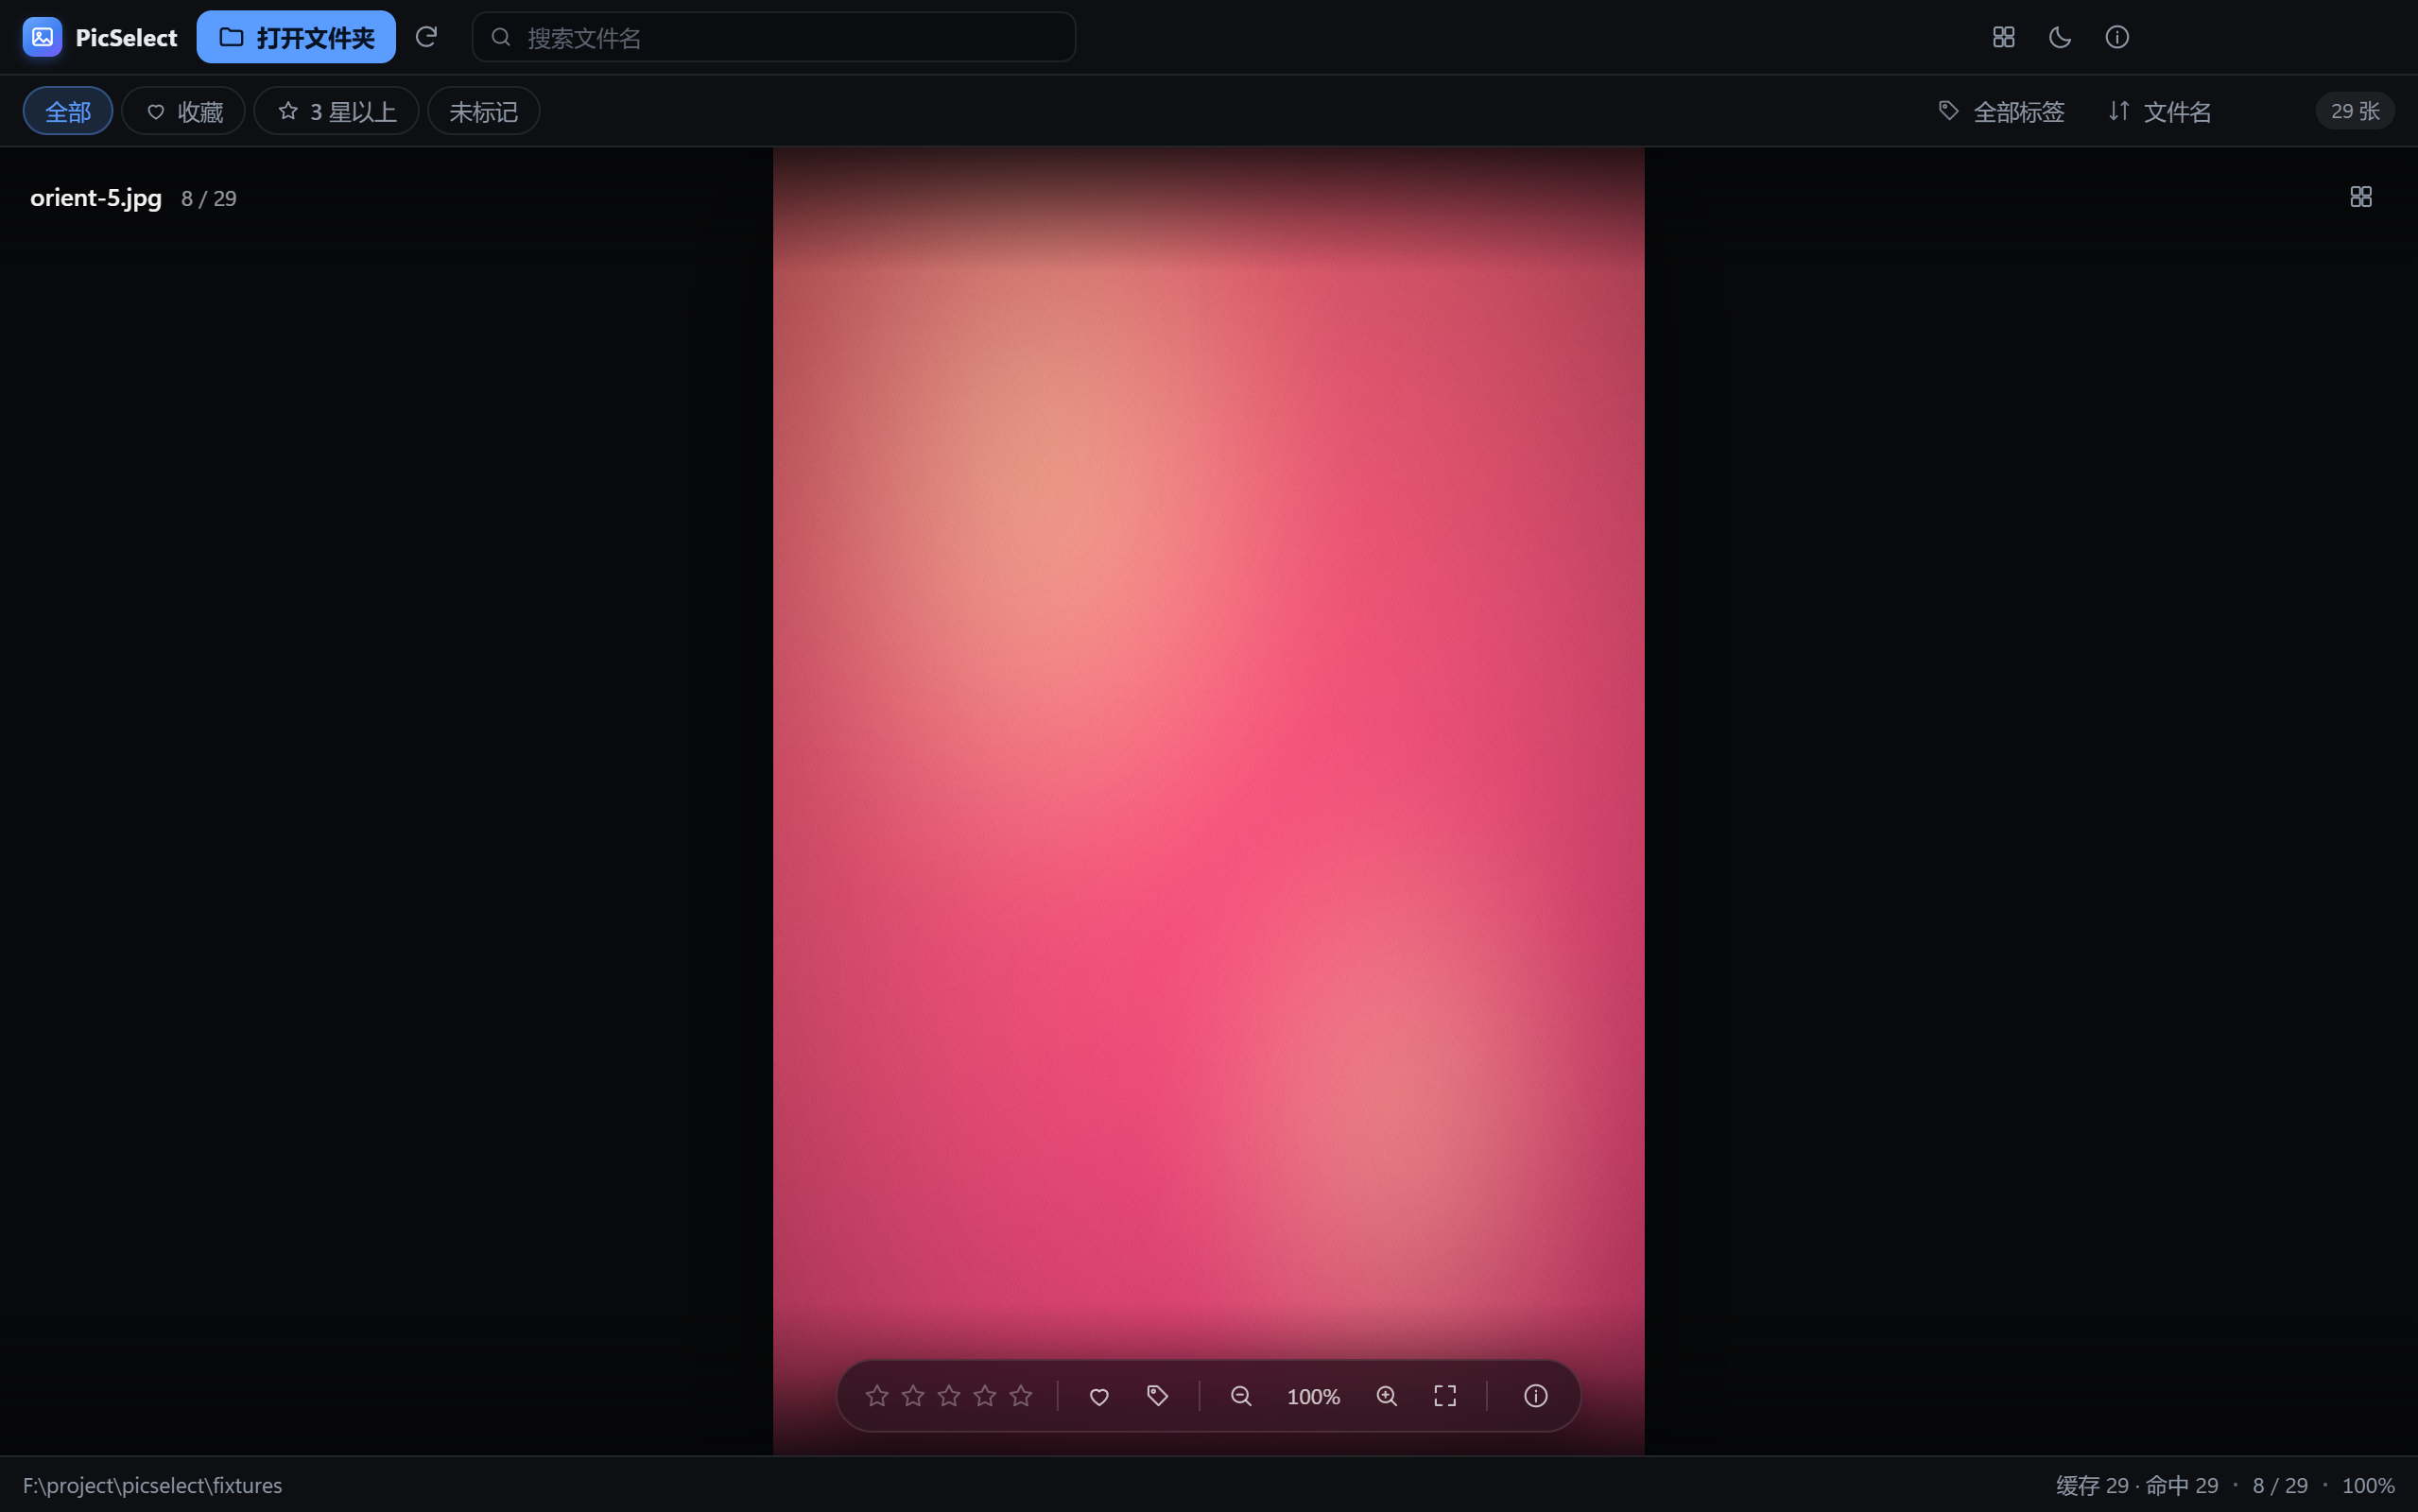 PicSelect 打开文件夹 搜索文件名
全部 收藏 3 星以上 未标记 全部标签 文件名 29 张
orient-5.jpg 8 / 29
100%
F:\project\picselect\fixtures 缓存 29 · 命中 29 · 8 / 29 · 100%